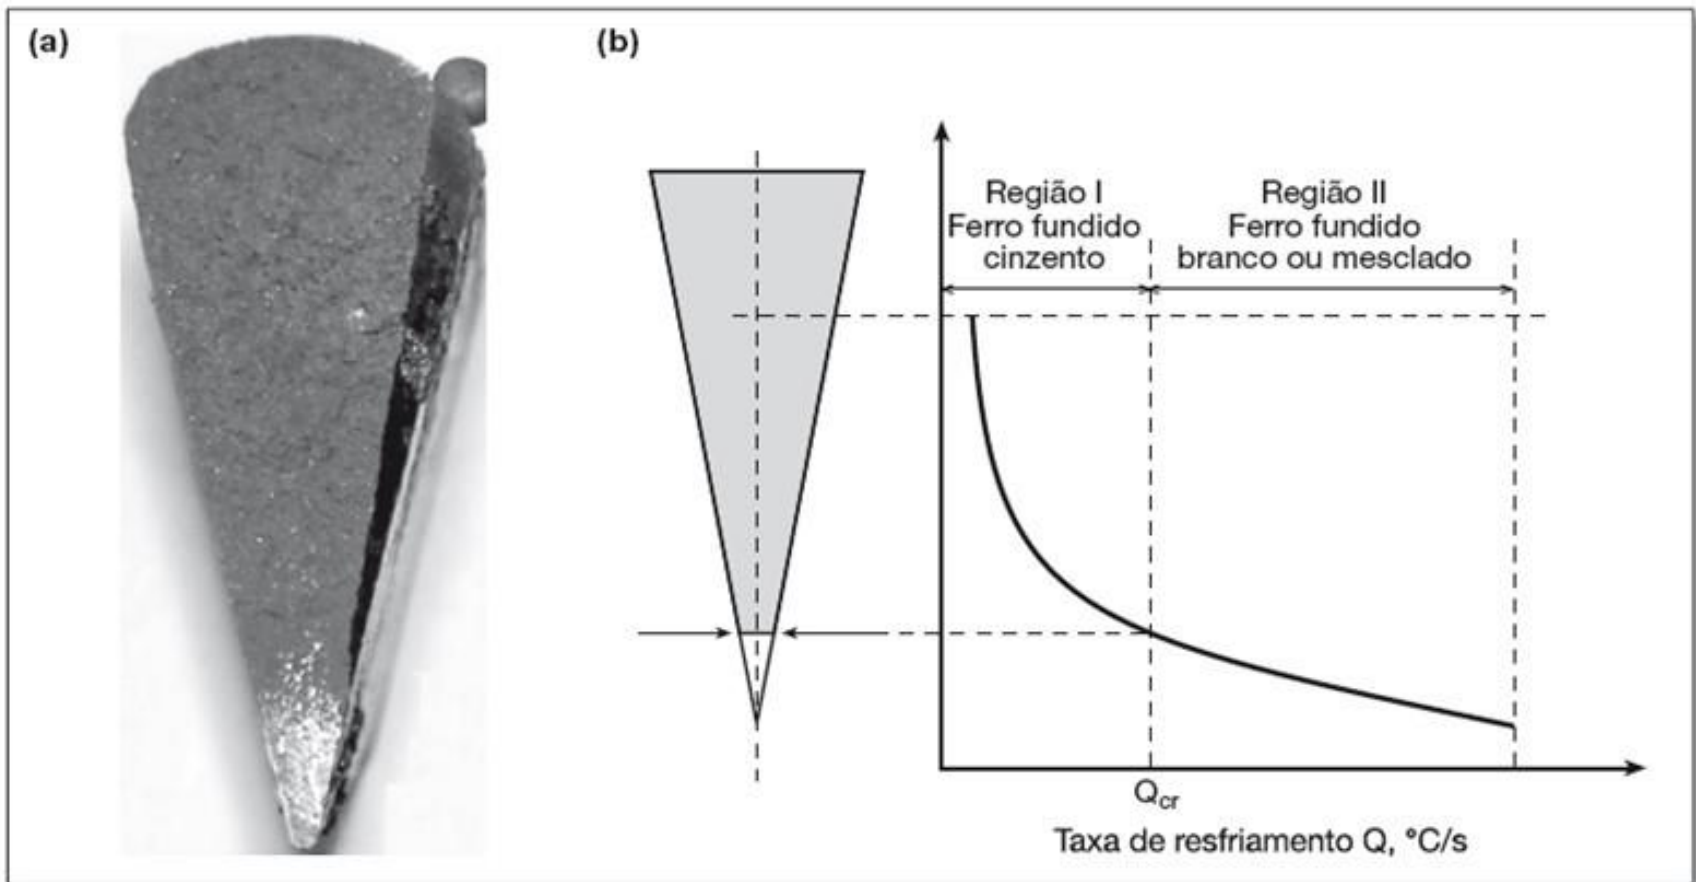 (a)
(b)
Região I
Ferro fundido
cinzento
Região II
Ferro fundido
branco ou mesclado
Qcr
Taxa de resfriamento Q, °C/s